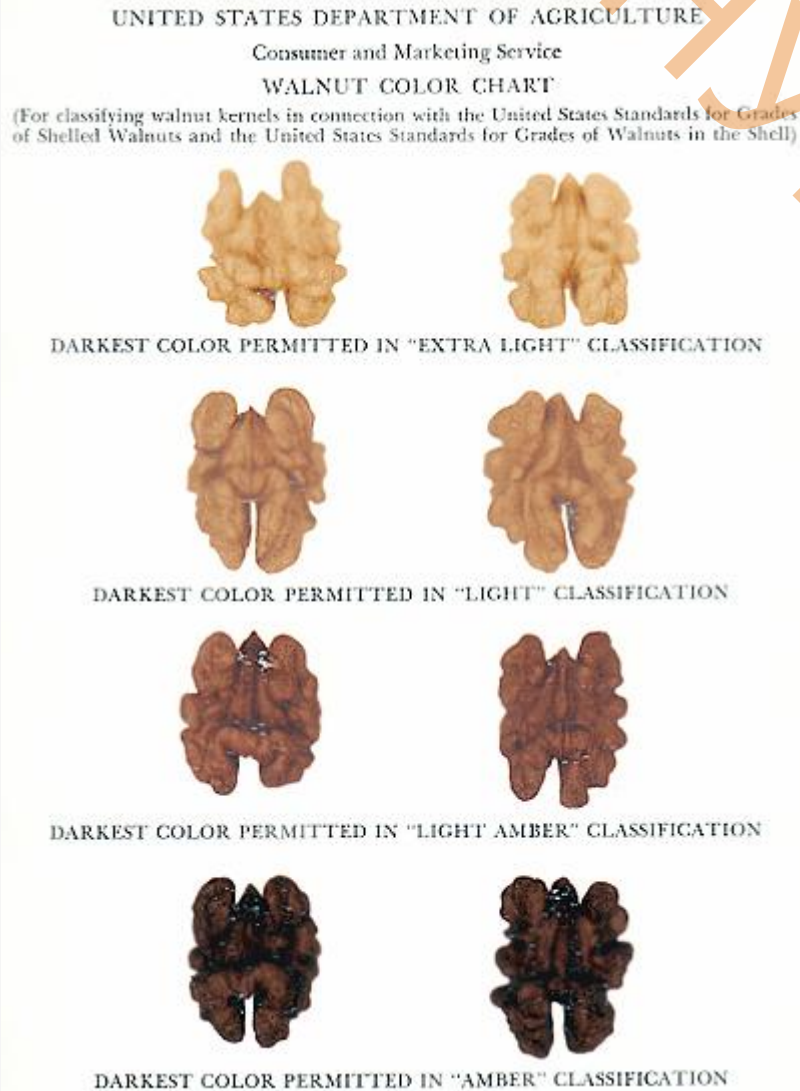 UNITED STATES DEPARTMENT OF AGRICULTURE
Consumer and Marketing Service
WALNUT COLOR CHART
(For classifying walnut kernels in connection with the United States Standards for Grades
of Shelled Walnuts and the United States Standards for Grades of Walnuts in the Shell)
DARKEST COLOR PERMITTED IN "EXTRA LIGHT" CLASSIFICATION
DARKEST COLOR PERMITTED IN "LIGHT" CLASSIFICATION
DARKEST COLOR PERMITTED IN "LIGHT AMBER" CLASSIFICATION
DARKEST COLOR PERMITTED IN "AMBER" CLASSIFICATION